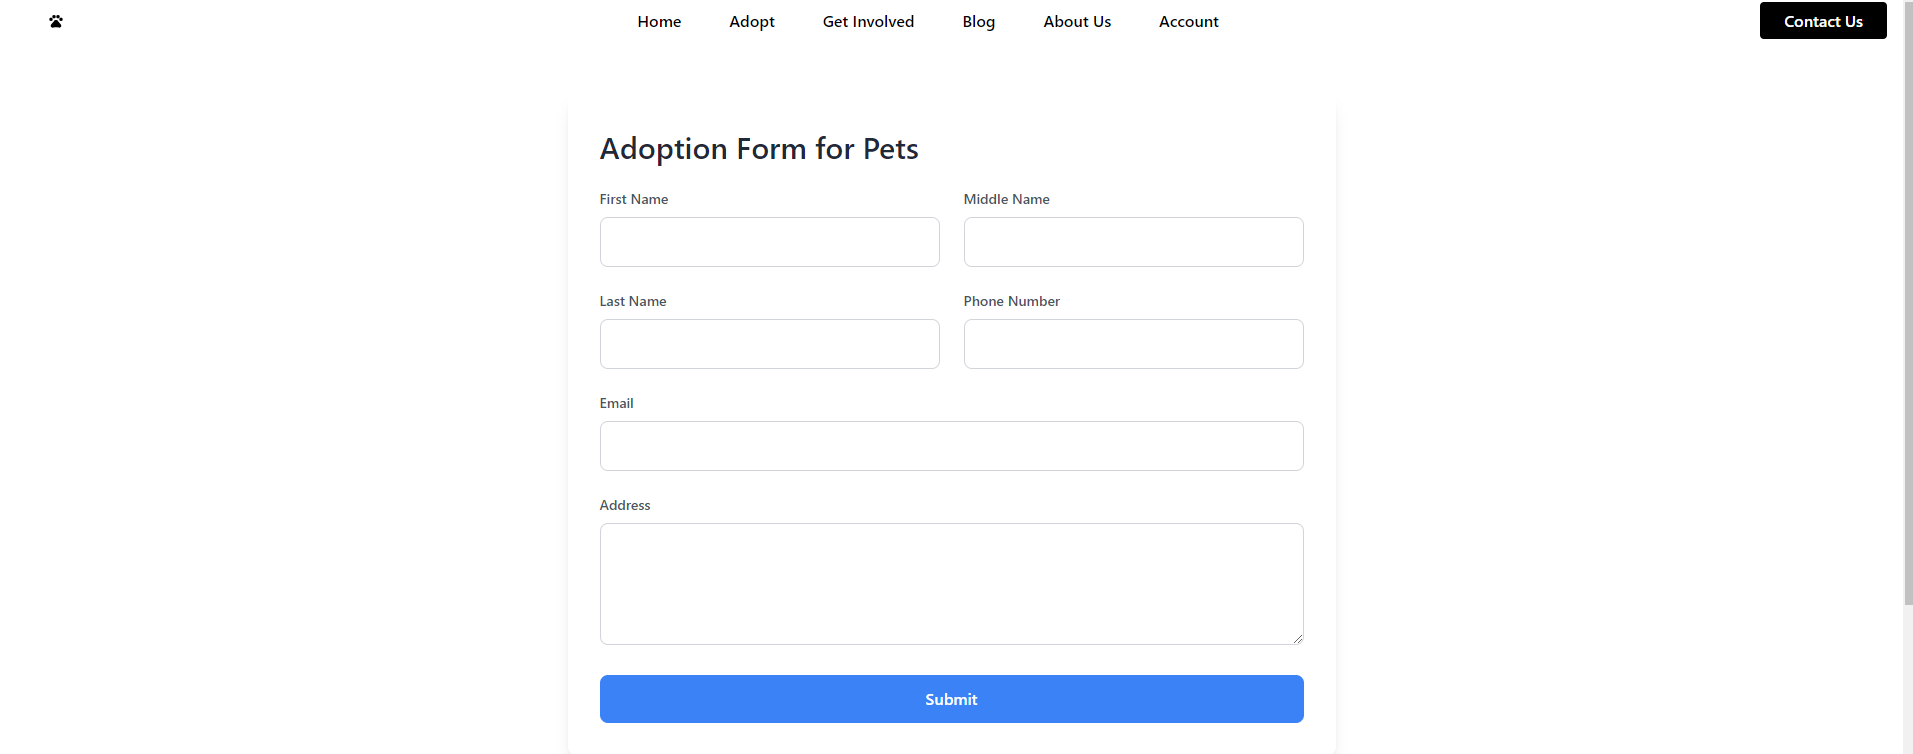 Home Adopt Get Involved Blog About Us Account Contact Us
Adoption Form for Pets
First Name Middle Name
Last Name Phone Number
Email
Address
Submit